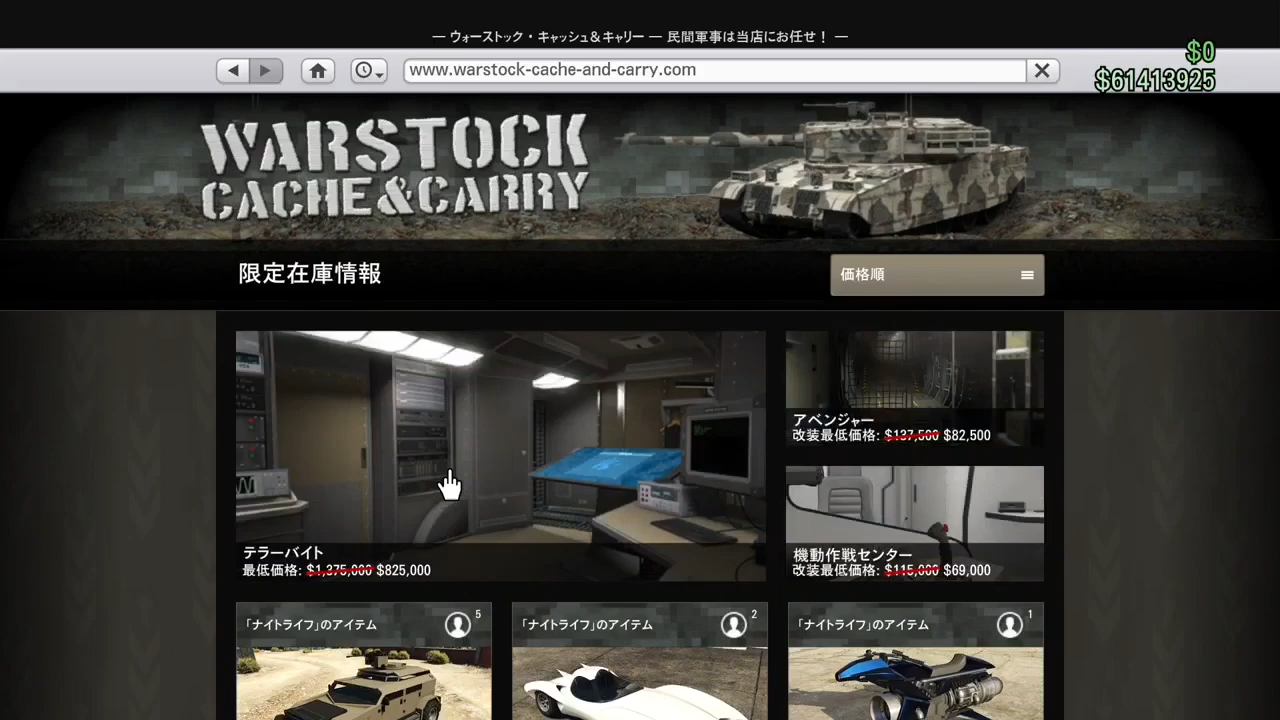 — ウォーストック・キャッシュ＆キャリー — 民間軍事は当店にお任せ！ —
$0
www.warstock-cache-and-carry.com
$61413925
WARSTOCK
CACHE&CARRY
限定在庫情報
価格順
アベンジャー
改装最低価格: $137,500 $82,500
テラーバイト
最低価格: $1,375,000 $825,000
機動作戦センター
改装最低価格: $115,000 $69,000
「ナイトライフ」のアイテム 5
「ナイトライフ」のアイテム 2
「ナイトライフ」のアイテム 1